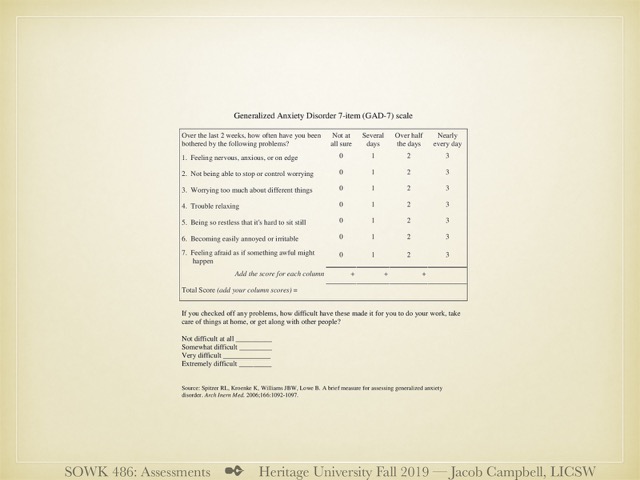 Generalized Anxiety Disorder 7-item (GAD-7) scale
Over the last 2 weeks, how often have you been bothered by the following problems? Not at all sure Several days Over half the days Nearly every day
1. Feeling nervous, anxious, or on edge 0 1 2 3
2. Not being able to stop or control worrying 0 1 2 3
3. Worrying too much about different things 0 1 2 3
4. Trouble relaxing 0 1 2 3
5. Being so restless that it's hard to sit still 0 1 2 3
6. Becoming easily annoyed or irritable 0 1 2 3
7. Feeling afraid as if something awful might happen 0 1 2 3
Add the score for each column + + +
Total Score (add your column scores) =
If you checked off any problems, how difficult have these made it for you to do your work, take
care of things at home, or get along with other people?
Not difficult at all __________
Somewhat difficult _________
Very difficult _____________
Extremely difficult _________
Source: Spitzer RL, Kroenke K, Williams JBW, Lowe B. A brief measure for assessing generalized anxiety
disorder. Arch Inern Med. 2006;166:1092-1097.
SOWK 486: Assessments Heritage University Fall 2019 — Jacob Campbell, LICSW